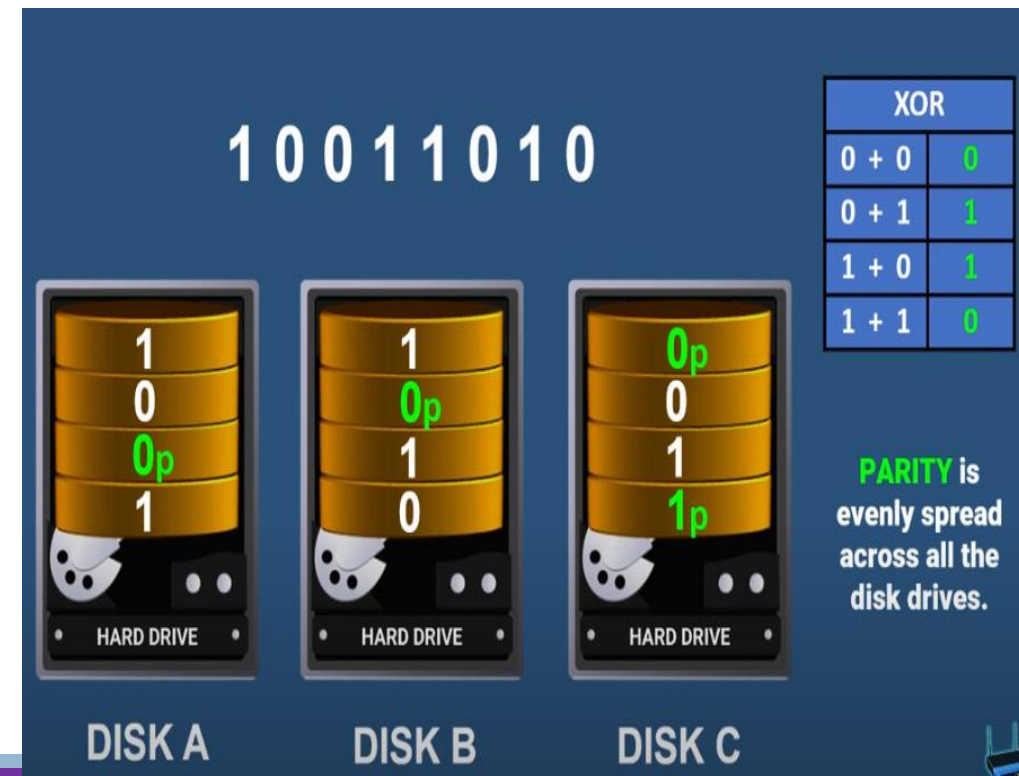 1 0 0 1 1 0 1 0
XOR
0 + 0 0
0 + 1 1
1 + 0 1
1 + 1 0
1 1 0p
0 0p 0
0p 1 1
1 0 1p
HARD DRIVE HARD DRIVE HARD DRIVE
DISK A DISK B DISK C
PARITY is
evenly spread
across all the
disk drives.